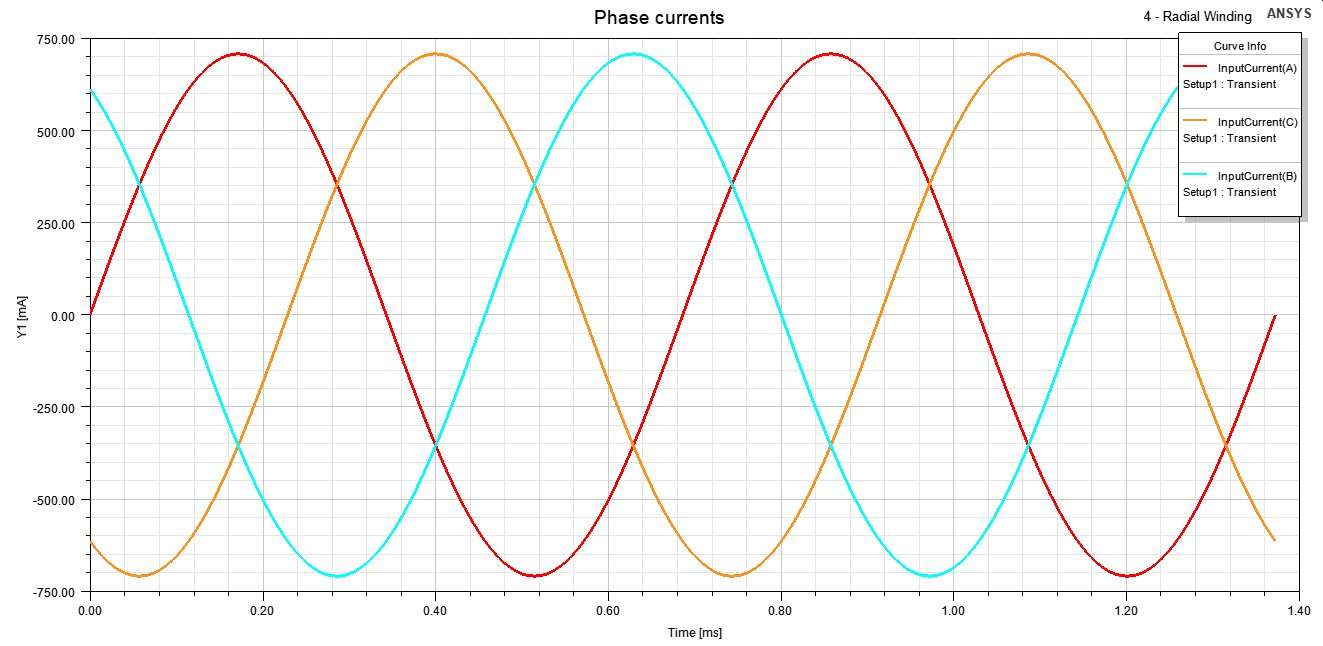 Phase currents
4 - Radial Winding
ANSYS
Curve Info
InputCurrent(A)
Setup1 : Transient
InputCurrent(C)
Setup1 : Transient
InputCurrent(B)
Setup1 : Transient
Y1 [mA]
750.00
500.00
250.00
0.00
-250.00
-500.00
-750.00
0.00 0.20 0.40 0.60 0.80 1.00 1.20 1.40
Time [ms]